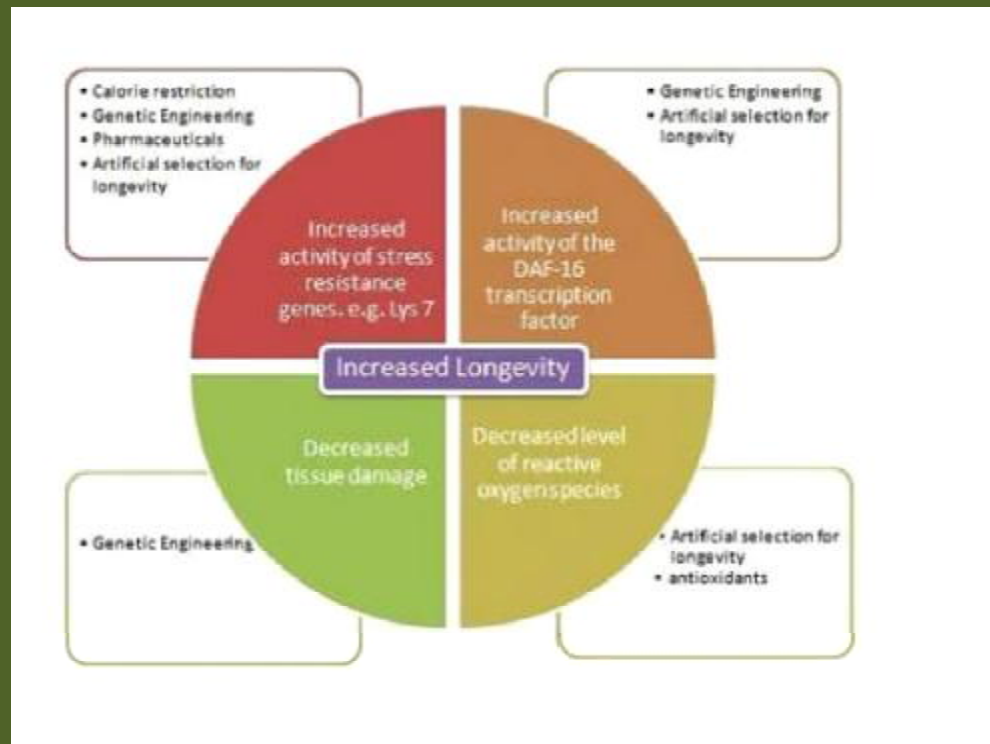 • Calorie restriction
• Genetic Engineering
• Pharmaceuticals
• Artificial selection for
longevity
• Genetic Engineering
• Artificial selection for
longevity
Increased
activity of stress
resistance
genes. e.g. Lys 7
Increased
activity of the
DAF-16
transcription
factor
Increased Longevity
Decreased
tissue damage
Decreased level
of reactive
oxygen species
• Genetic Engineering
• Artificial selection for
longevity
• antioxidants